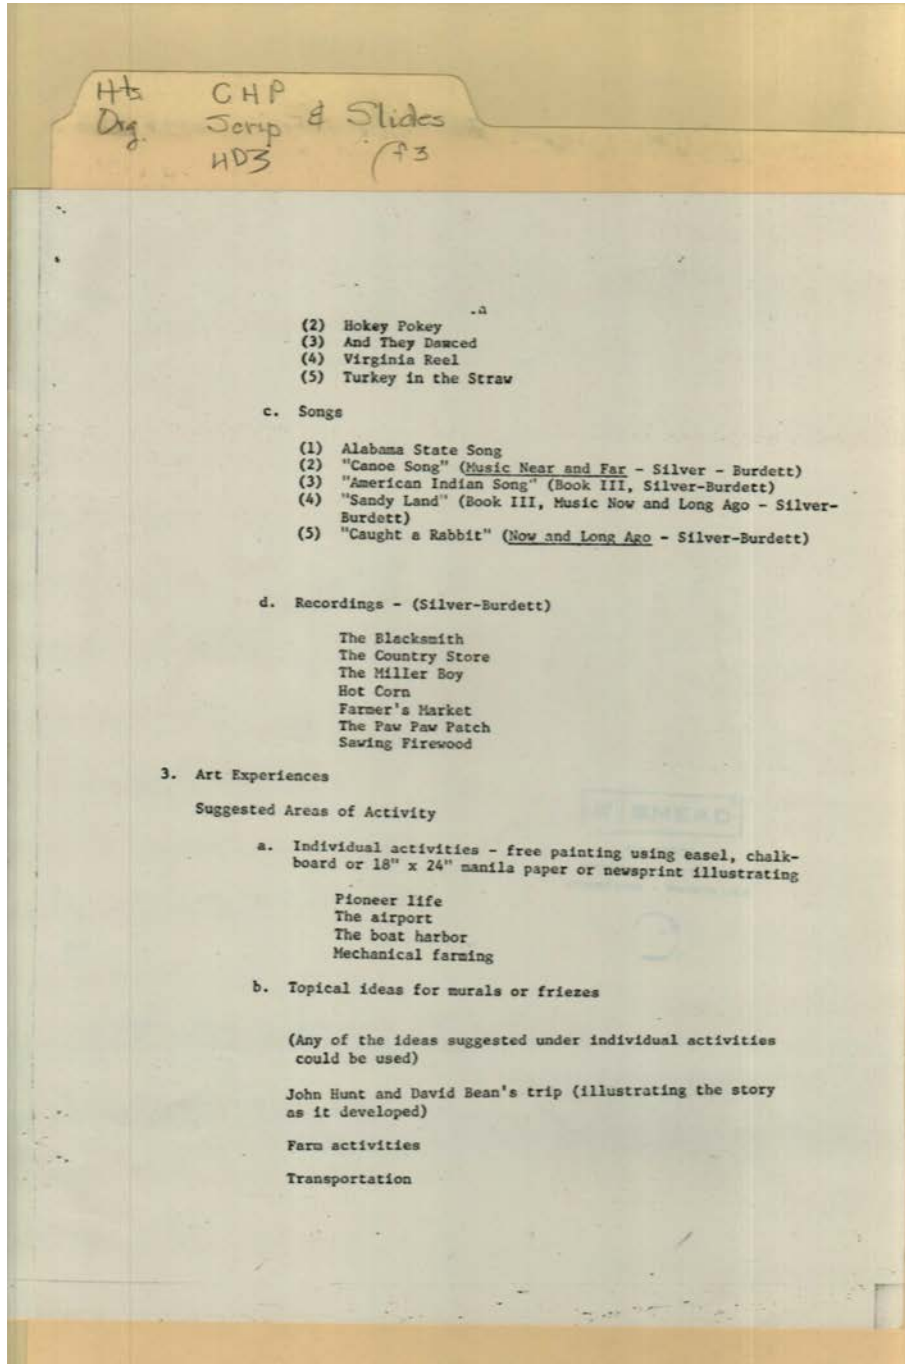 Hts CHP
Org. Scrip & Slides
HD3 f3
(2) Hokey Pokey
(3) And They Danced
(4) Virginia Reel
(5) Turkey in the Straw
c. Songs
(1) Alabama State Song
(2) "Canoe Song" (Music Near and Far - Silver - Burdett)
(3) "American Indian Song" (Book III, Silver-Burdett)
(4) "Sandy Land" (Book III, Music Now and Long Ago - Silver-
Burdett)
(5) "Caught a Rabbit" (Now and Long Ago - Silver-Burdett)
d. Recordings - (Silver-Burdett)
The Blacksmith
The Country Store
The Miller Boy
Hot Corn
Farmer's Market
The Paw Paw Patch
Sawing Firewood
3. Art Experiences
Suggested Areas of Activity
a. Individual activities - free painting using easel, chalk-
board or 18" x 24" manila paper or newsprint illustrating
Pioneer life
The airport
The boat harbor
Mechanical farming
b. Topical ideas for murals or friezes
(Any of the ideas suggested under individual activities
could be used)
John Hunt and David Bean's trip (illustrating the story
as it developed)
Farm activities
Transportation
SMEAD